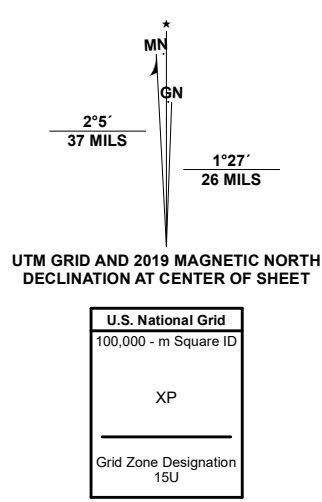 ★
MN
GN
2°5´
37 MILS
1°27´
26 MILS
UTM GRID AND 2019 MAGNETIC NORTH
DECLINATION AT CENTER OF SHEET
U.S. National Grid
100,000 - m Square ID
XP
Grid Zone Designation
15U